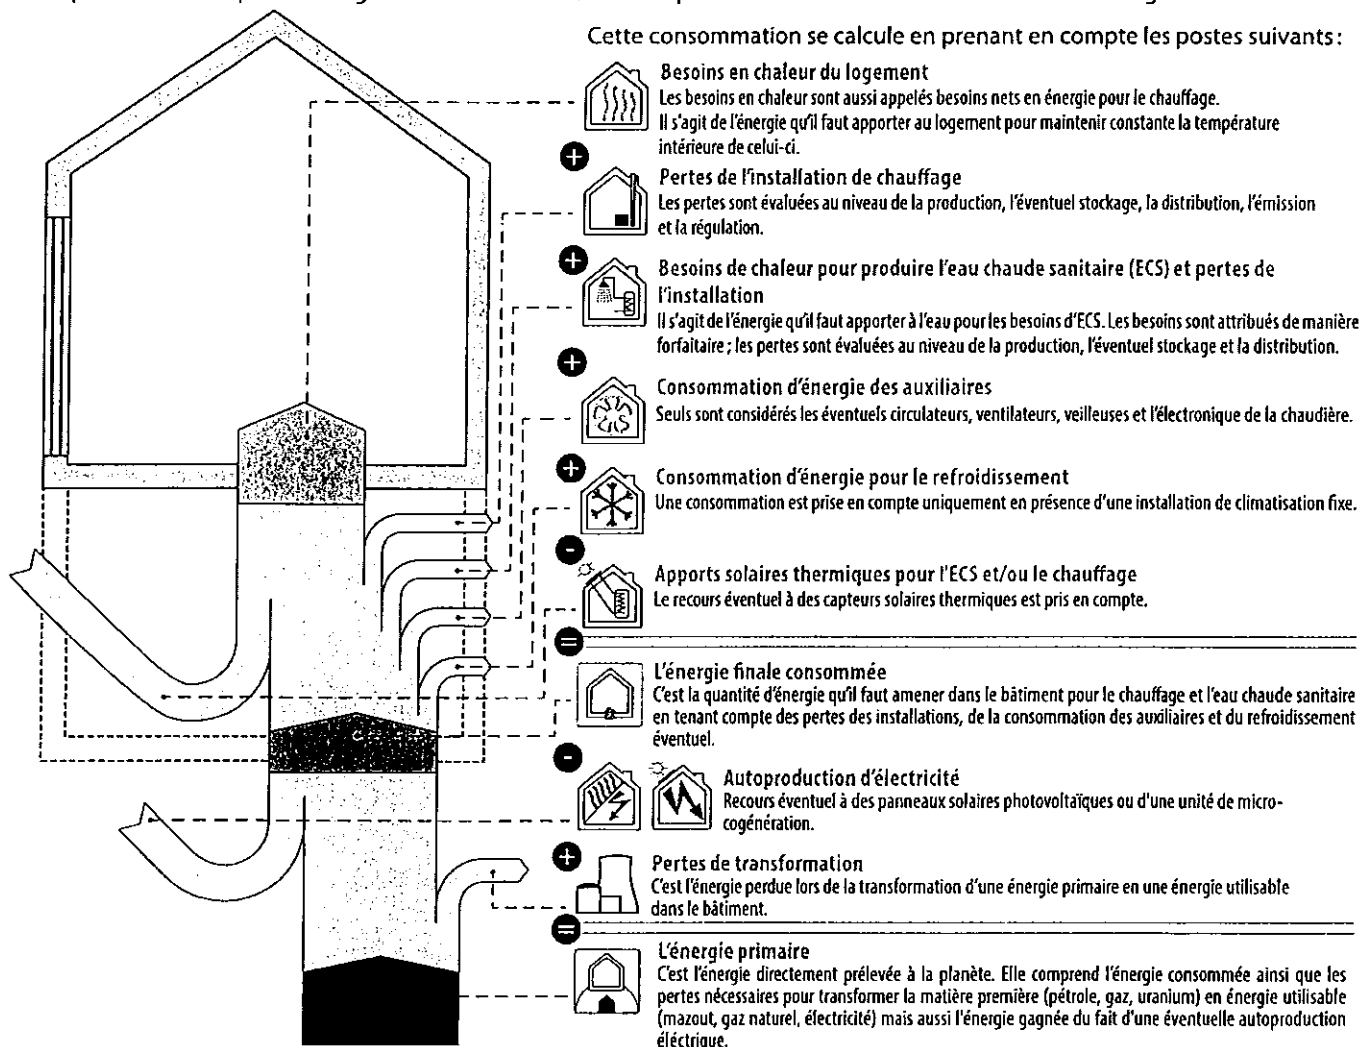 Cette consommation se calcule en prenant en compte les postes suivants :
Besoins en chaleur du logement
Les besoins en chaleur sont aussi appelés besoins nets en énergie pour le chauffage.
Il s'agit de l'énergie qu'il faut apporter au logement pour maintenir constante la température
intérieure de celui-ci.
+
Pertes de l'installation de chauffage
Les pertes sont évaluées au niveau de la production, l'éventuel stockage, la distribution, l'émission
et la régulation.
+
Besoins de chaleur pour produire l'eau chaude sanitaire (ECS) et pertes de
l'installation
Il s'agit de l'énergie qu'il faut apporter à l'eau pour les besoins d'ECS. Les besoins sont attribués de manière
forfaitaire ; les pertes sont évaluées au niveau de la production, l'éventuel stockage et la distribution.
+
Consommation d'énergie des auxiliaires
Seuls sont considérés les éventuels circulateurs, ventilateurs, veilleuses et l'électronique de la chaudière.
+
Consommation d'énergie pour le refroidissement
Une consommation est prise en compte uniquement en présence d'une installation de climatisation fixe.
-
Apports solaires thermiques pour l'ECS et/ou le chauffage
Le recours éventuel à des capteurs solaires thermiques est pris en compte.
=
L'énergie finale consommée
C'est la quantité d'énergie qu'il faut amener dans le bâtiment pour le chauffage et l'eau chaude sanitaire
en tenant compte des pertes des installations, de la consommation des auxiliaires et du refroidissement
éventuel.
-
Autoproduction d'électricité
Recours éventuel à des panneaux solaires photovoltaïques ou d'une unité de micro-
cogénération.
+
Pertes de transformation
C'est l'énergie perdue lors de la transformation d'une énergie primaire en une énergie utilisable
dans le bâtiment.
=
L'énergie primaire
C'est l'énergie directement prélevée à la planète. Elle comprend l'énergie consommée ainsi que les
pertes nécessaires pour transformer la matière première (pétrole, gaz, uranium) en énergie utilisable
(mazout, gaz naturel, électricité) mais aussi l'énergie gagnée du fait d'une éventuelle autoproduction
éléctrique.